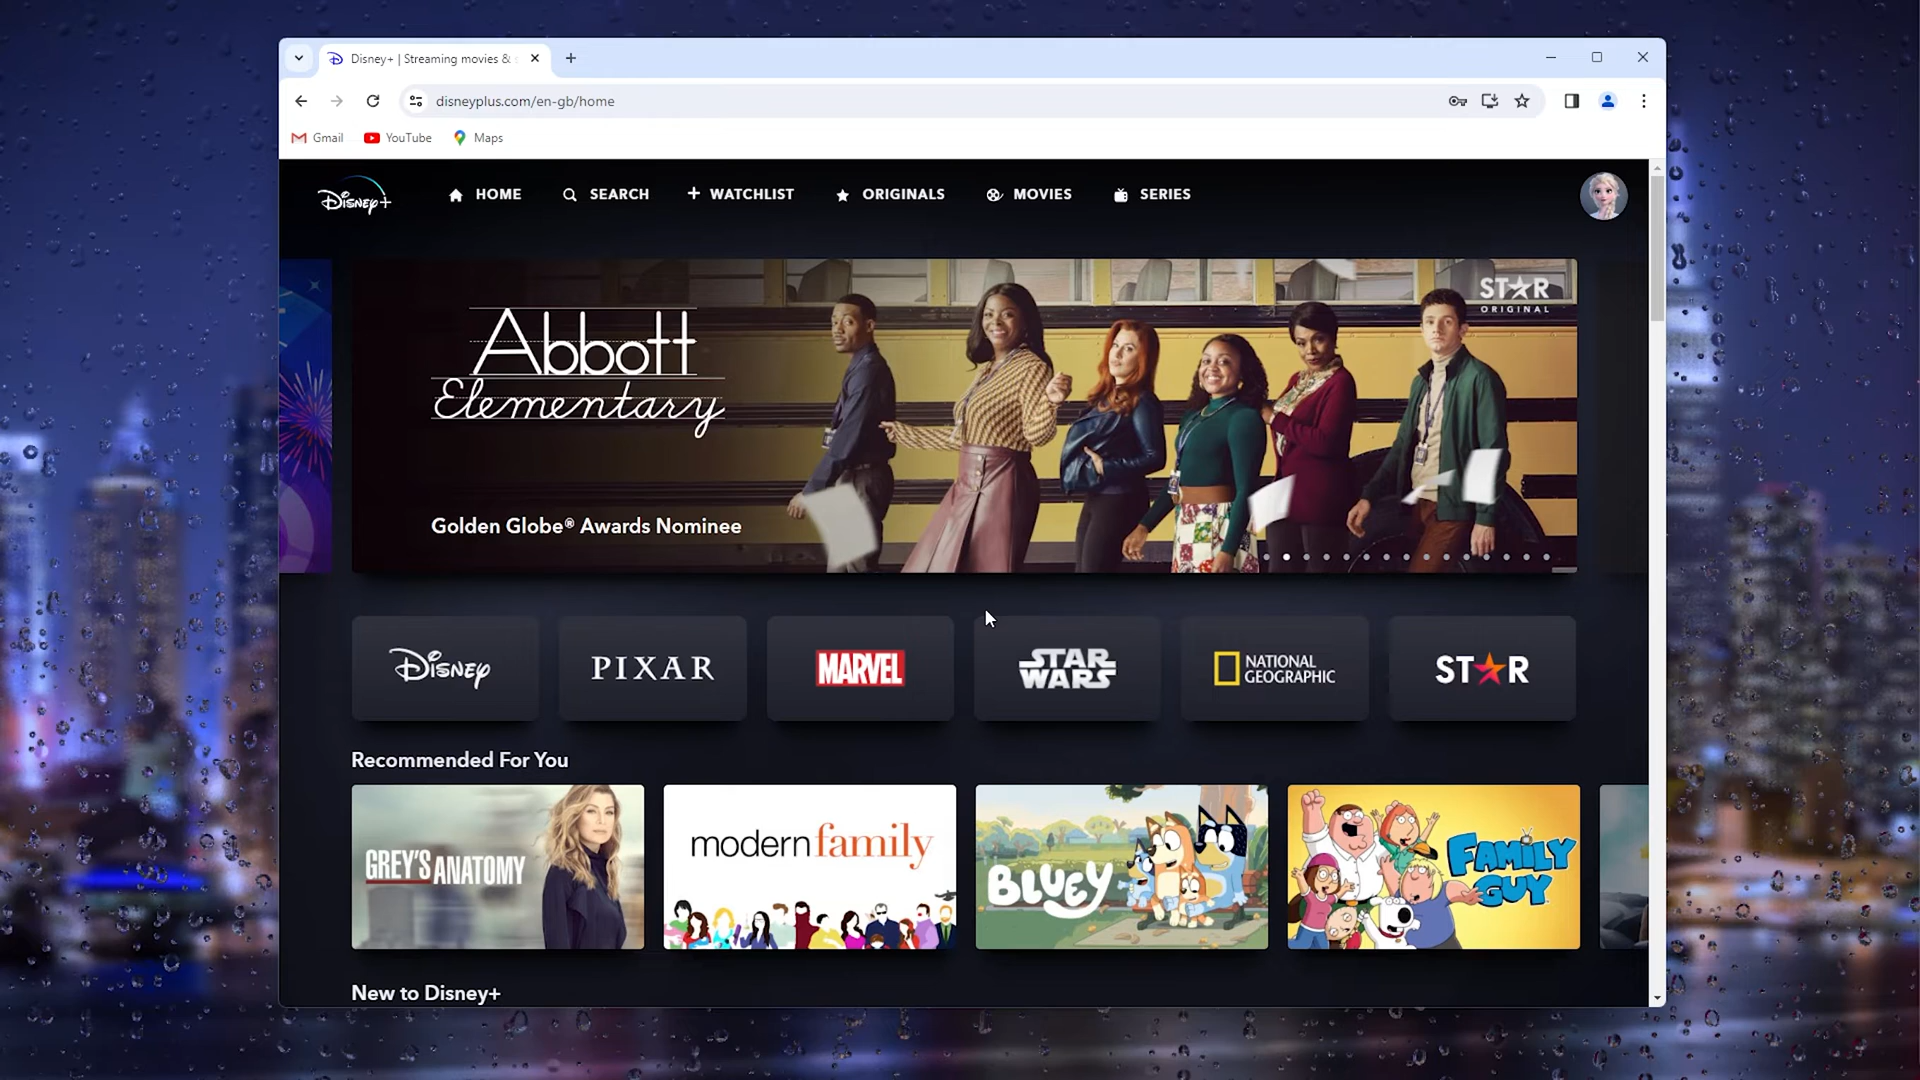 Disney+ | Streaming movies & s
disneyplus.com/en-gb/home
Gmail
YouTube
Maps
Disney+
HOME
SEARCH
WATCHLIST
ORIGINALS
MOVIES
SERIES
STAR
ORIGINAL
Abbott
Elementary
Golden Globe® Awards Nominee
Disney
PIXAR
MARVEL
STAR
WARS
NATIONAL
GEOGRAPHIC
STAR
Recommended For You
GREY'S ANATOMY
modern family
BLUEY
FAMILY
GUY
New to Disney+